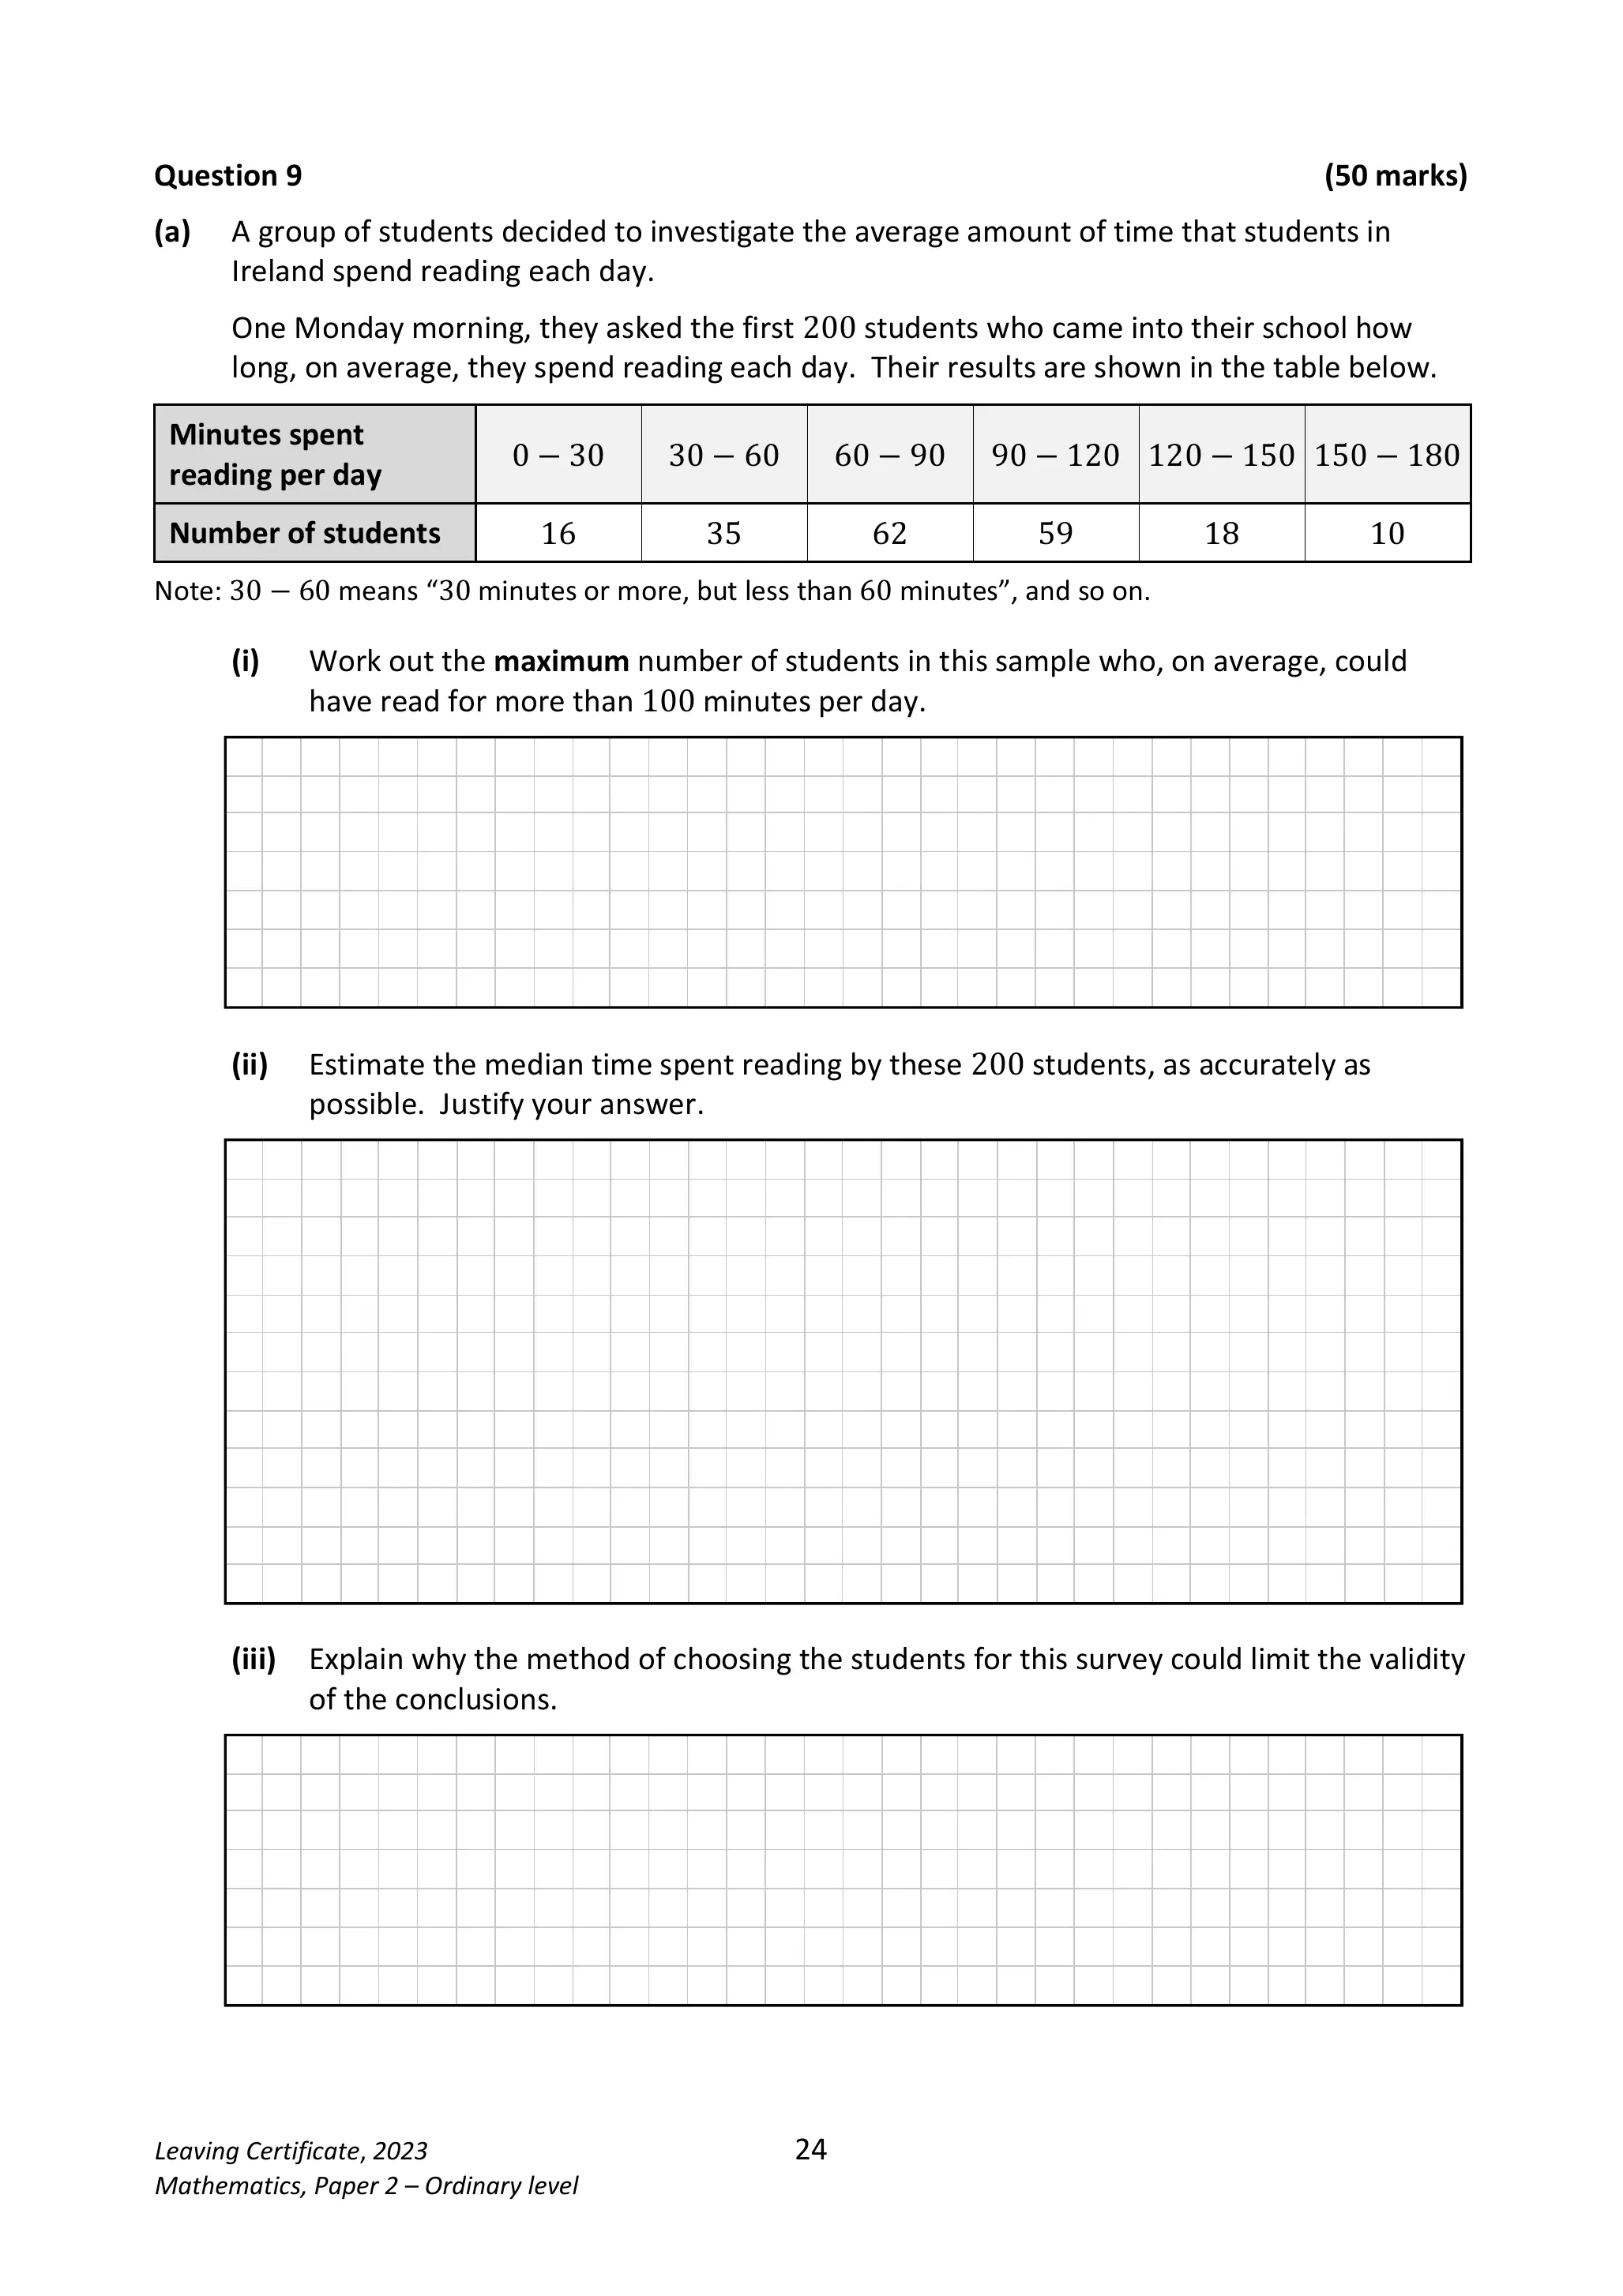 Question 9 (50 marks)
(a) A group of students decided to investigate the average amount of time that students in
Ireland spend reading each day.
One Monday morning, they asked the first 200 students who came into their school how
long, on average, they spend reading each day. Their results are shown in the table below.
Minutes spent
reading per day
0 – 30 30 – 60 60 – 90 90 – 120 120 – 150 150 – 180
Number of students 16 35 62 59 18 10
Note: 30 – 60 means “30 minutes or more, but less than 60 minutes”, and so on.
(i) Work out the maximum number of students in this sample who, on average, could
have read for more than 100 minutes per day.
(ii) Estimate the median time spent reading by these 200 students, as accurately as
possible. Justify your answer.
(iii) Explain why the method of choosing the students for this survey could limit the validity
of the conclusions.
Leaving Certificate, 2023 24
Mathematics, Paper 2 – Ordinary level